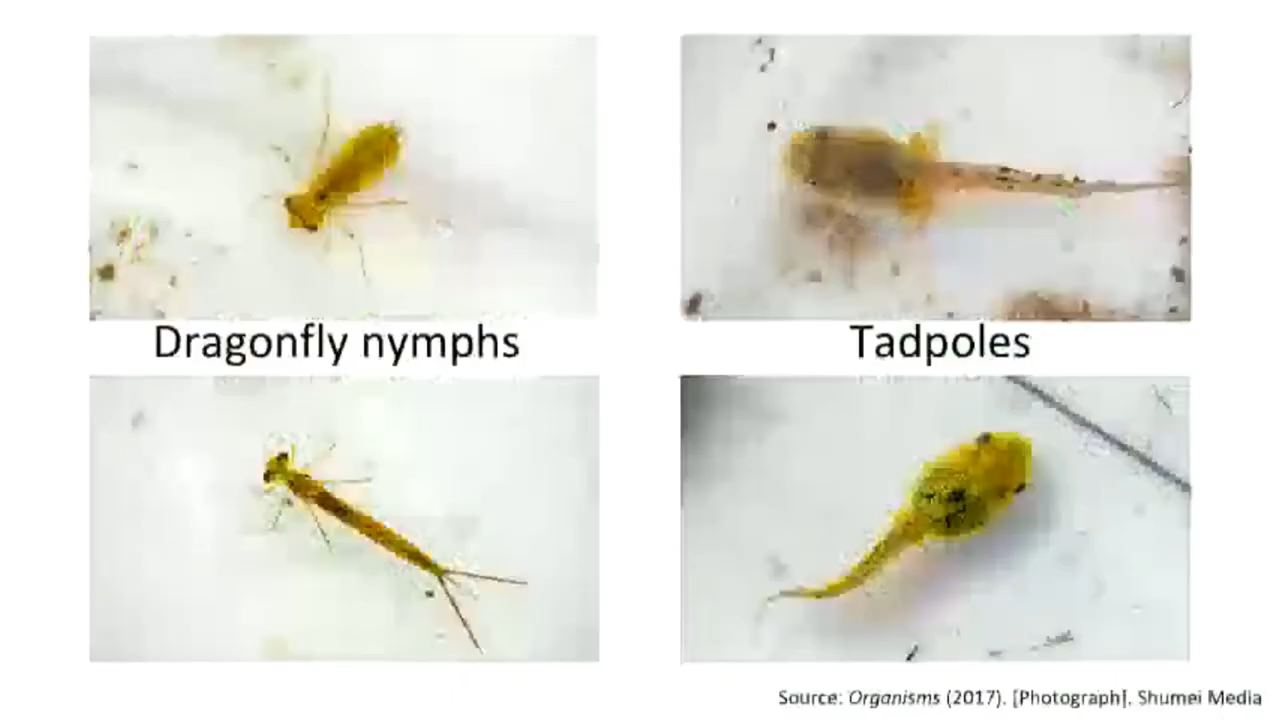 Dragonfly nymphs
Tadpoles
Source: Organisms (2017). [Photograph]. Shumei Media